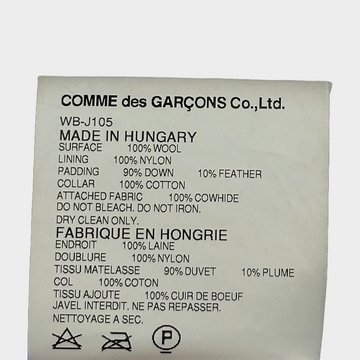 COMME des GARÇONS Co.,Ltd.
WB-J105
MADE IN HUNGARY
SURFACE 100% WOOL
LINING 100% NYLON
PADDING 90% DOWN 10% FEATHER
COLLAR 100% COTTON
ATTACHED FABRIC 100% COWHIDE
DO NOT BLEACH. DO NOT IRON.
DRY CLEAN ONLY.
FABRIQUE EN HONGRIE
ENDROIT 100% LAINE
DOUBLURE 100% NYLON
TISSU MATELASSE 90% DUVET 10% PLUME
COL 100% COTON
TISSU AJOUTE 100% CUIR DE BOEUF
JAVEL INTERDIT. NE PAS REPASSER.
NETTOYAGE A SEC.
P